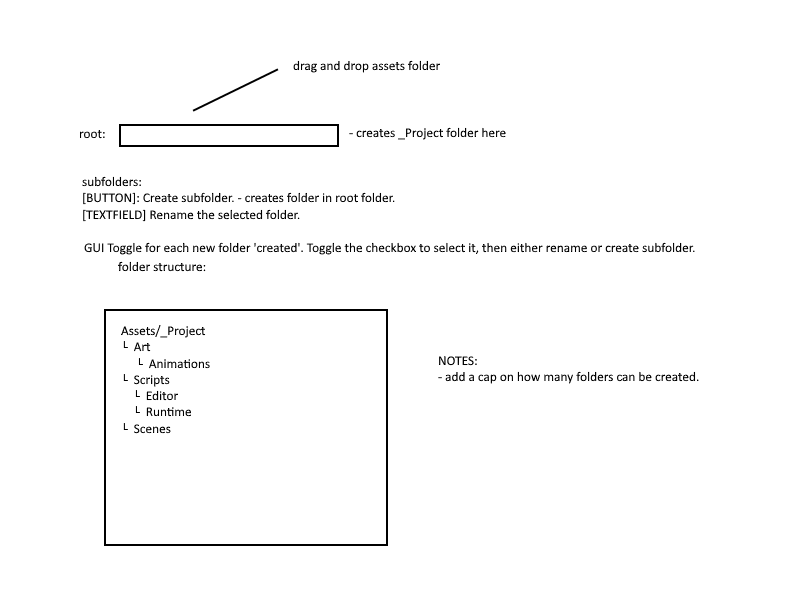 drag and drop assets folder
root:
- creates _Project folder here
subfolders:
[BUTTON]: Create subfolder. - creates folder in root folder.
[TEXTFIELD] Rename the selected folder.
GUI Toggle for each new folder 'created'. Toggle the checkbox to select it, then either rename or create subfolder.
folder structure:
Assets/_Project
└ Art
└ Animations
└ Scripts
└ Editor
└ Runtime
└ Scenes
NOTES:
- add a cap on how many folders can be created.